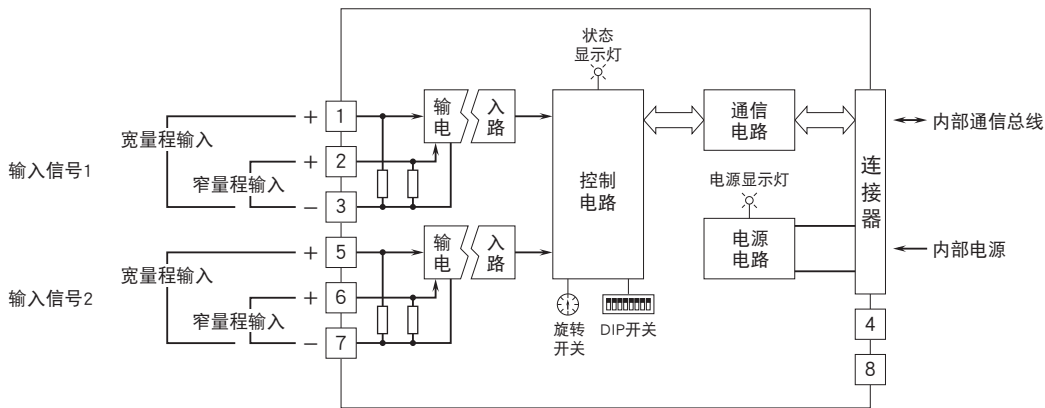 状态
显示灯
输 入
电 路
+ 1
宽量程输入
+ 2
输入信号1
窄量程输入
− 3
控制
电路
通信
电路
内部通信总线
连
接
器
电源显示灯
电源
电路
内部电源
输 入
电 路
+ 5
宽量程输入
+ 6
输入信号2
窄量程输入
− 7
旋转
开关
DIP开关
4
8